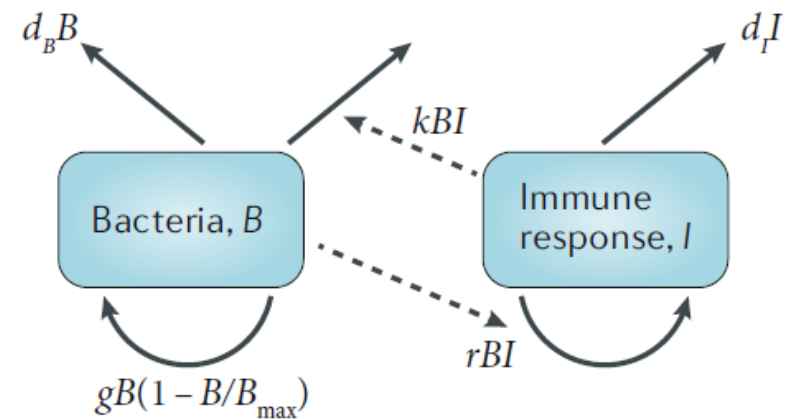 d_B B
d_I I
kBI
Bacteria, B
Immune
response, I
rBI
gB(1 – B/B_max)